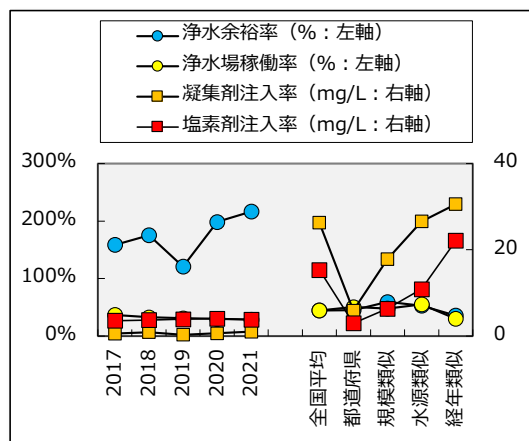 浄水余裕率（%：左軸）
浄水場稼働率（%：左軸）
凝集剤注入率（mg/L：右軸）
塩素剤注入率（mg/L：右軸）
300%
200%
100%
0%
40
20
0
2017
2018
2019
2020
2021
全国平均
都道府県
規模類似
水源類似
経年類似